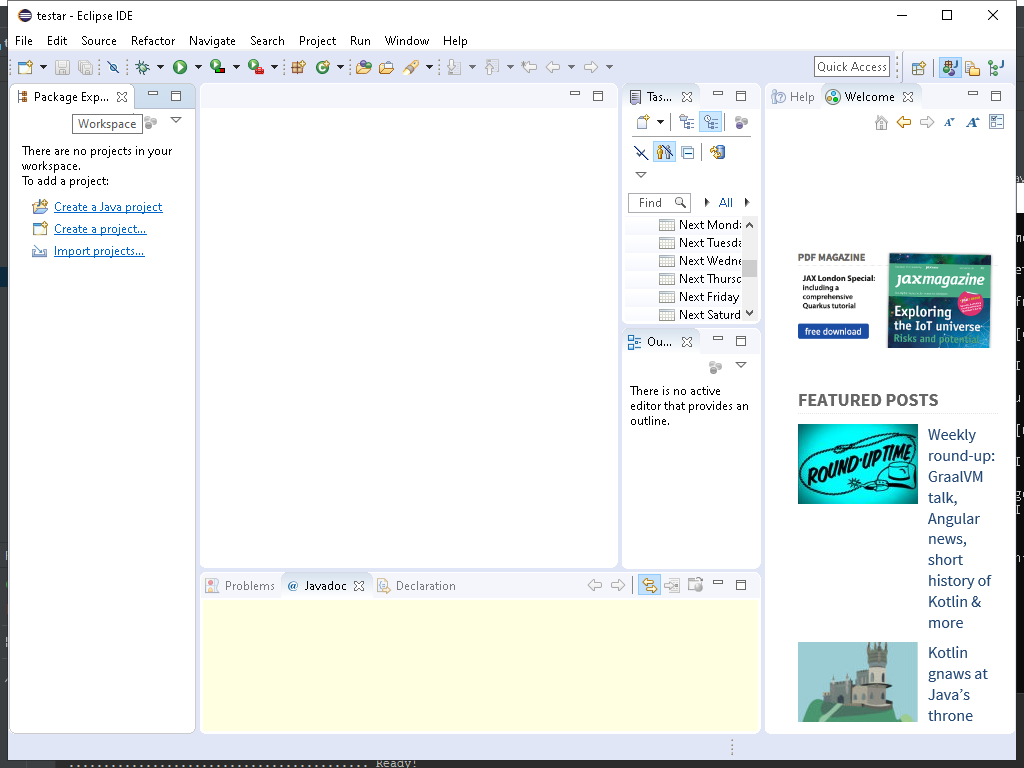 testar - Eclipse IDE
File Edit Source Refactor Navigate Search Project Run Window Help
Quick Access
Package Exp...
Workspace
There are no projects in your
workspace.
To add a project:
Create a Java project
Create a project...
Import projects...
Tas...
Find
All
Next Mond
Next Tuesda
Next Wedne
Next Thursd
Next Friday
Next Saturd
Ou...
There is no active
editor that provides an
outline.
Problems @ Javadoc Declaration
Help Welcome
A A
PDF MAGAZINE
JAX London Special:
including a
comprehensive
Quarkus tutorial
free download
jaxmagazine
Exploring
the IoT universe
Risks and potential
FEATURED POSTS
ROUND-UP TIME
Weekly
round-up:
GraalVM
talk,
Angular
news,
short
history of
Kotlin &
more
Kotlin
gnaws at
Java's
throne
Ready!